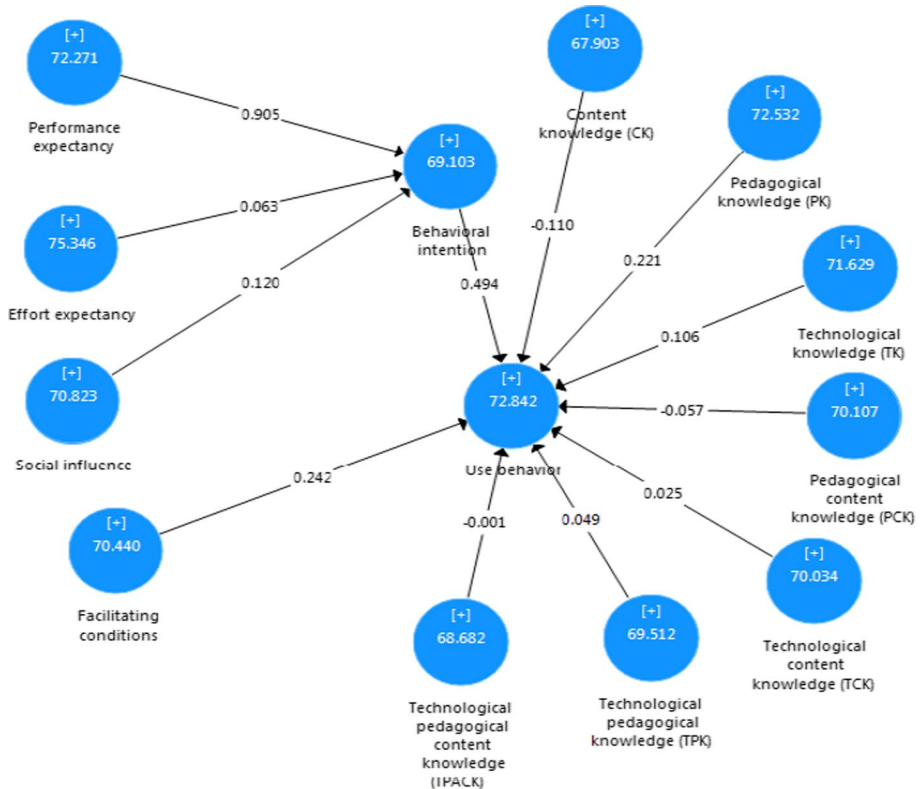 [+]
72.271
Performance
expectancy
[+]
75.346
Effort expectancy
[+]
70.823
Social influence
[+]
70.440
Facilitating
conditions
0.905
0.063
0.120
0.242
[+]
69.103
Behavioral
intention
0.494
[+]
67.903
Content
knowledge (CK)
-0.110
[+]
72.532
Pedagogical
knowledge (PK)
0.221
[+]
71.629
Technological
knowledge (TK)
0.106
[+]
72.842
Use behavior
[+]
70.107
Pedagogical
content
knowledge (PCK)
-0.057
[+]
70.034
Technological
content
knowledge (TCK)
0.025
[+]
69.512
Technological
pedagogical
knowledge (TPK)
0.049
[+]
68.682
Technological
pedagogical
content
knowledge
(TPACK)
-0.001